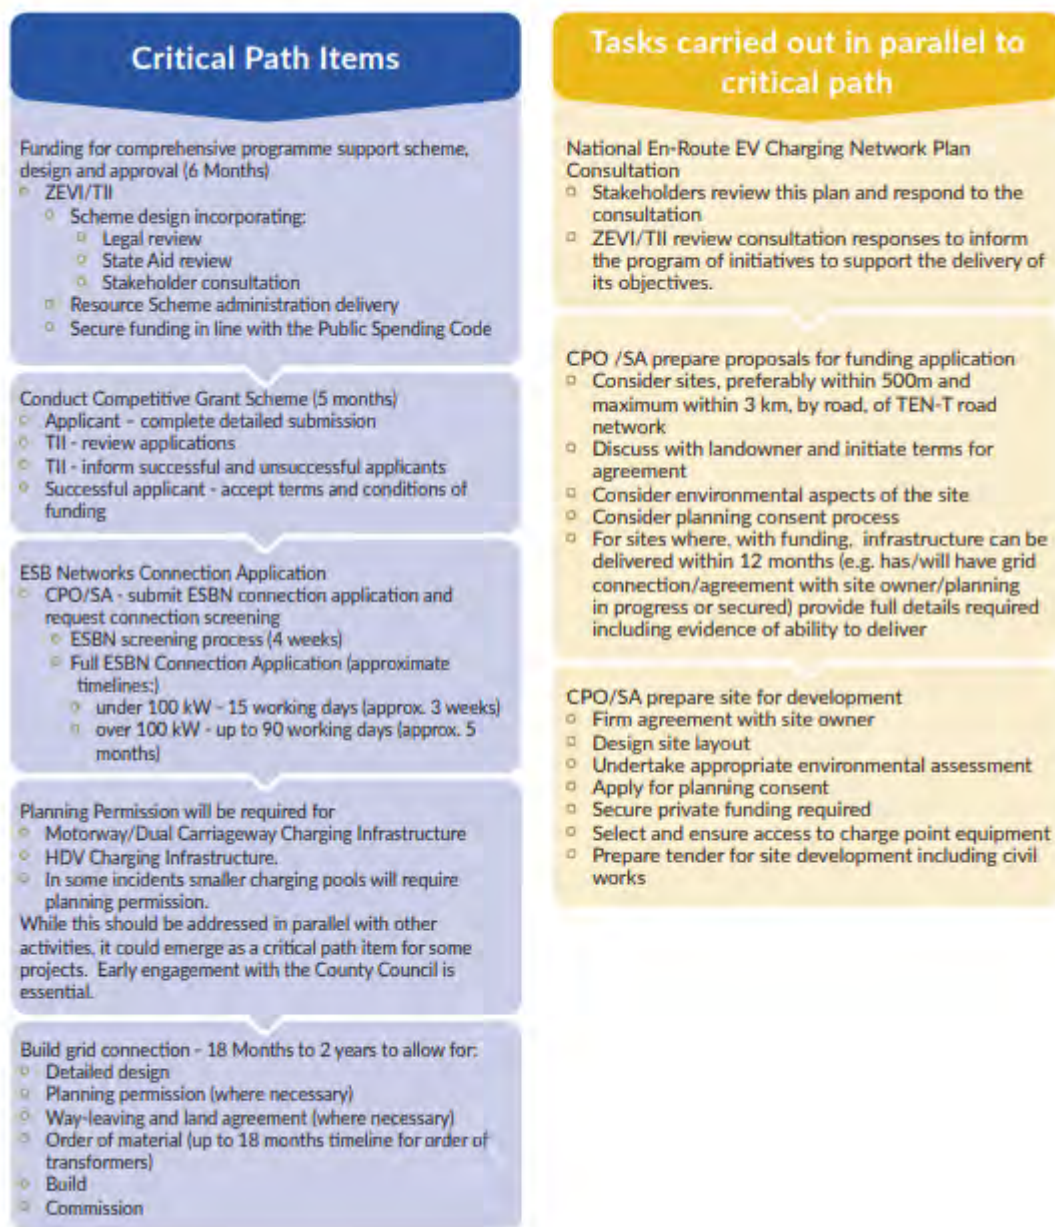 Critical Path Items
Funding for comprehensive programme support scheme,
design and approval (6 Months)
ZEVI/TII
Scheme design incorporating:
Legal review
State Aid review
Stakeholder consultation
Resource Scheme administration delivery
Secure funding in line with the Public Spending Code
Conduct Competitive Grant Scheme (5 months)
Applicant – complete detailed submission
TII - review applications
TII - inform successful and unsuccessful applicants
Successful applicant - accept terms and conditions of
funding
ESB Networks Connection Application
CPO/SA - submit ESBN connection application and
request connection screening
ESBN screening process (4 weeks)
Full ESBN Connection Application (approximate
timelines:)
under 100 kW - 15 working days (approx. 3 weeks)
over 100 kW - up to 90 working days (approx. 5
months)
Planning Permission will be required for
Motorway/Dual Carriageway Charging Infrastructure
HDV Charging Infrastructure.
In some incidents smaller charging pools will require
planning permission.
While this should be addressed in parallel with other
activities, it could emerge as a critical path item for some
projects. Early engagement with the County Council is
essential.
Build grid connection - 18 Months to 2 years to allow for:
Detailed design
Planning permission (where necessary)
Way-leaving and land agreement (where necessary)
Order of material (up to 18 months timeline for order of
transformers)
Build
Commission
Tasks carried out in parallel to
critical path
National En-Route EV Charging Network Plan
Consultation
Stakeholders review this plan and respond to the
consultation
ZEVI/TII review consultation responses to inform
the program of initiatives to support the delivery of
its objectives.
CPO /SA prepare proposals for funding application
Consider sites, preferably within 500m and
maximum within 3 km, by road, of TEN-T road
network
Discuss with landowner and initiate terms for
agreement
Consider environmental aspects of the site
Consider planning consent process
For sites where, with funding, infrastructure can be
delivered within 12 months (e.g. has/will have grid
connection/agreement with site owner/planning
in progress or secured) provide full details required
including evidence of ability to deliver
CPO/SA prepare site for development
Firm agreement with site owner
Design site layout
Undertake appropriate environmental assessment
Apply for planning consent
Secure private funding required
Select and ensure access to charge point equipment
Prepare tender for site development including civil
works